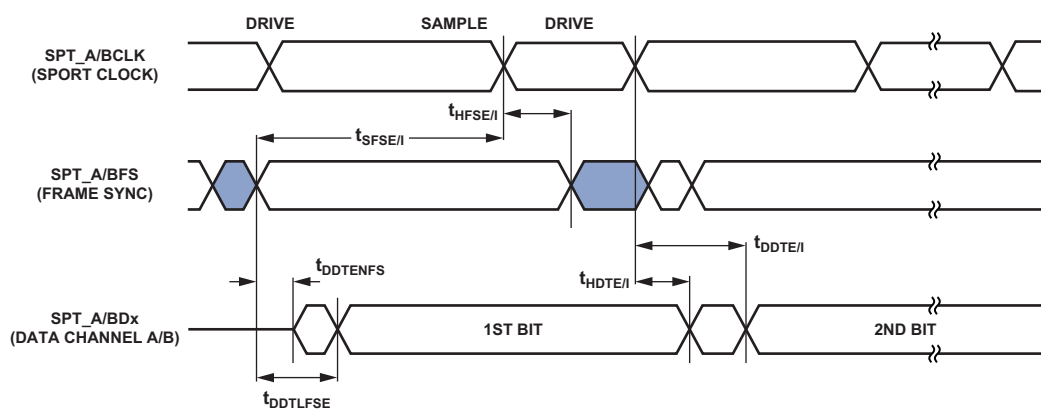 DRIVE SAMPLE DRIVE
SPT_A/BCLK
(SPORT CLOCK)
tHFSE/I
tSFSE/I
SPT_A/BFS
(FRAME SYNC)
tDDTE/I
tDDTENFS
tHDTE/I
SPT_A/BDx
(DATA CHANNEL A/B)
1ST BIT 2ND BIT
tDDTLFSE